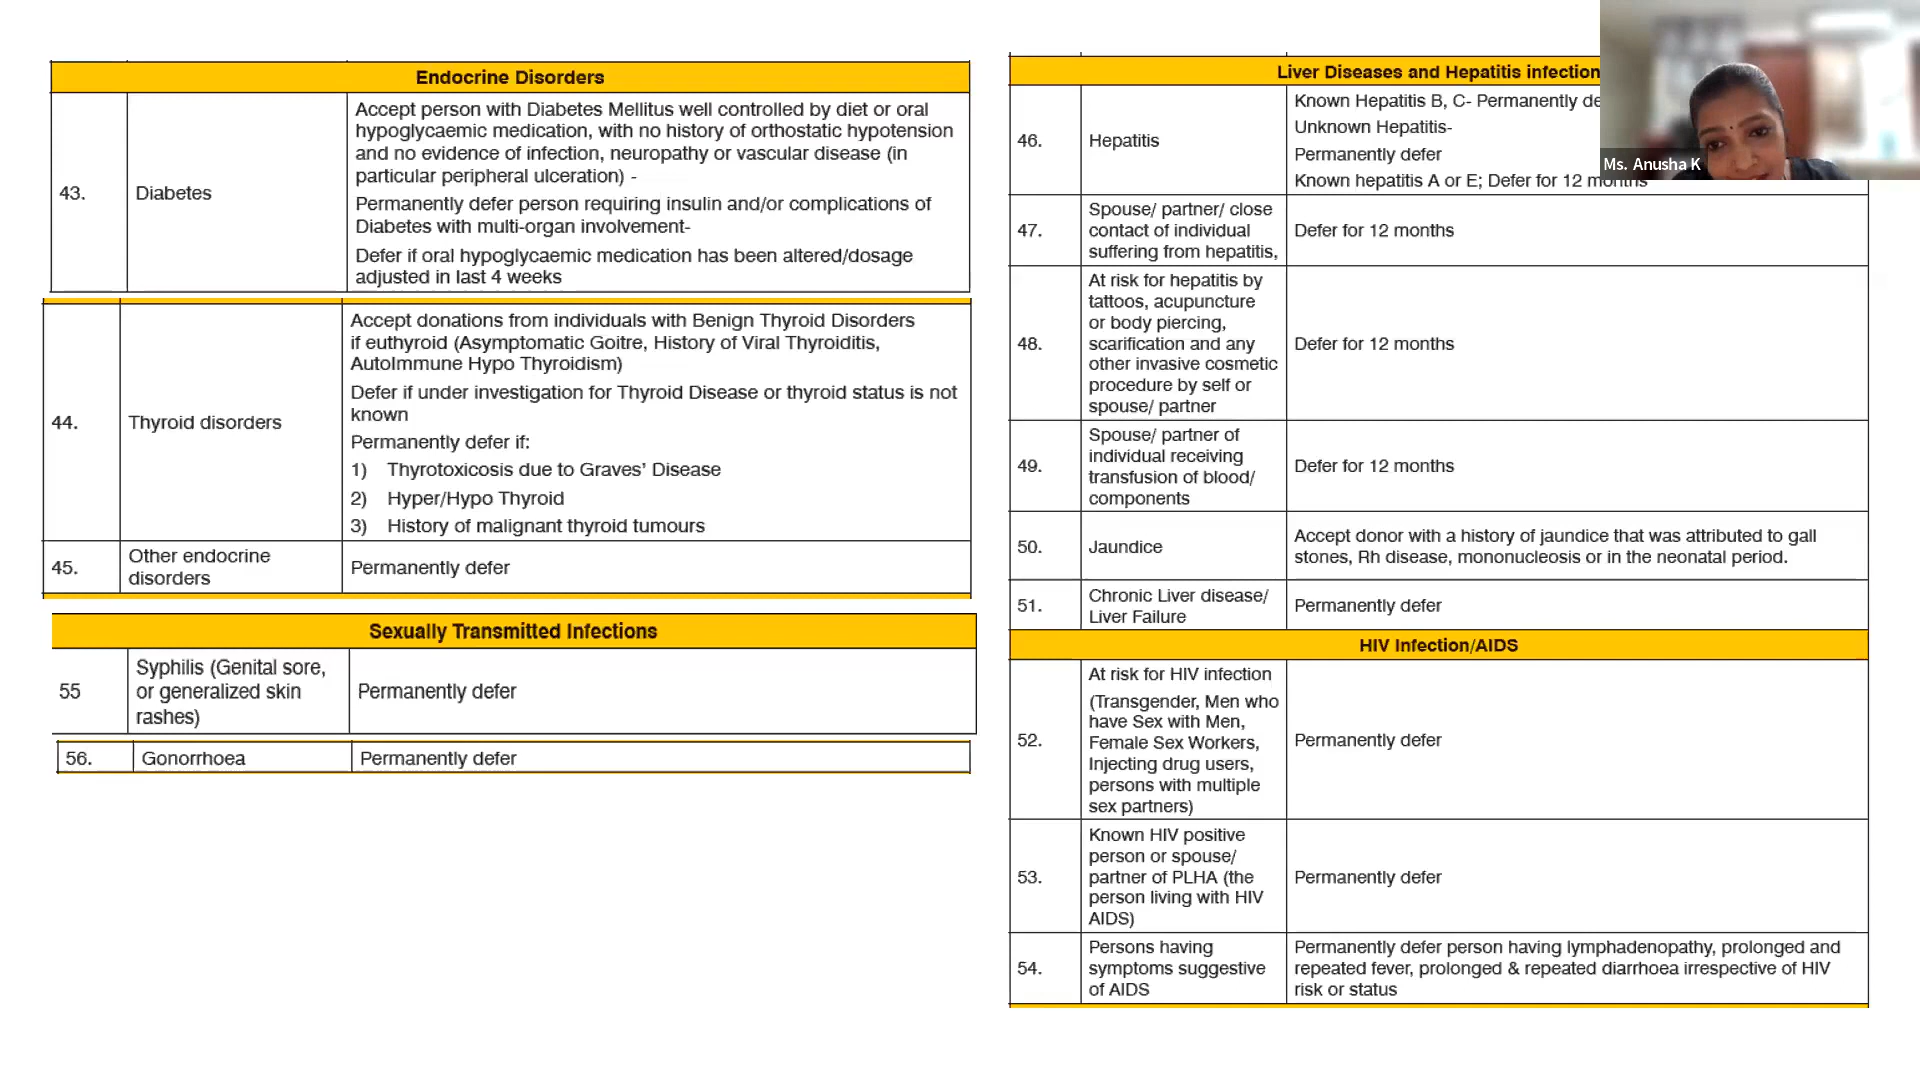 Endocrine Disorders
43.
Diabetes
Accept person with Diabetes Mellitus well controlled by diet or oral
hypoglycaemic medication, with no history of orthostatic hypotension
and no evidence of infection, neuropathy or vascular disease (in
particular peripheral ulceration) -
Permanently defer person requiring insulin and/or complications of
Diabetes with multi-organ involvement-
Defer if oral hypoglycaemic medication has been altered/dosage
adjusted in last 4 weeks
44.
Thyroid disorders
Accept donations from individuals with Benign Thyroid Disorders
if euthyroid (Asymptomatic Goitre, History of Viral Thyroiditis,
AutoImmune Hypo Thyroidism)
Defer if under investigation for Thyroid Disease or thyroid status is not
known
Permanently defer if:
1) Thyrotoxicosis due to Graves' Disease
2) Hyper/Hypo Thyroid
3) History of malignant thyroid tumours
45.
Other endocrine
disorders
Permanently defer
Sexually Transmitted Infections
55
Syphilis (Genital sore,
or generalized skin
rashes)
Permanently defer
56.
Gonorrhoea
Permanently defer
Liver Diseases and Hepatitis infection
46.
Hepatitis
Known Hepatitis B, C- Permanently de
Unknown Hepatitis-
Permanently defer
Known hepatitis A or E; Defer for 12 months
47.
Spouse/ partner/ close
contact of individual
suffering from hepatitis,
Defer for 12 months
48.
At risk for hepatitis by
tattoos, acupuncture
or body piercing,
scarification and any
other invasive cosmetic
procedure by self or
spouse/ partner
Defer for 12 months
49.
Spouse/ partner of
individual receiving
transfusion of blood/
components
Defer for 12 months
50.
Jaundice
Accept donor with a history of jaundice that was attributed to gall
stones, Rh disease, mononucleosis or in the neonatal period.
51.
Chronic Liver disease/
Liver Failure
Permanently defer
HIV Infection/AIDS
52.
At risk for HIV infection
(Transgender, Men who
have Sex with Men,
Female Sex Workers,
Injecting drug users,
persons with multiple
sex partners)
Permanently defer
53.
Known HIV positive
person or spouse/
partner of PLHA (the
person living with HIV
AIDS)
Permanently defer
54.
Persons having
symptoms suggestive
of AIDS
Permanently defer person having lymphadenopathy, prolonged and
repeated fever, prolonged & repeated diarrhoea irrespective of HIV
risk or status
Ms. Anusha K